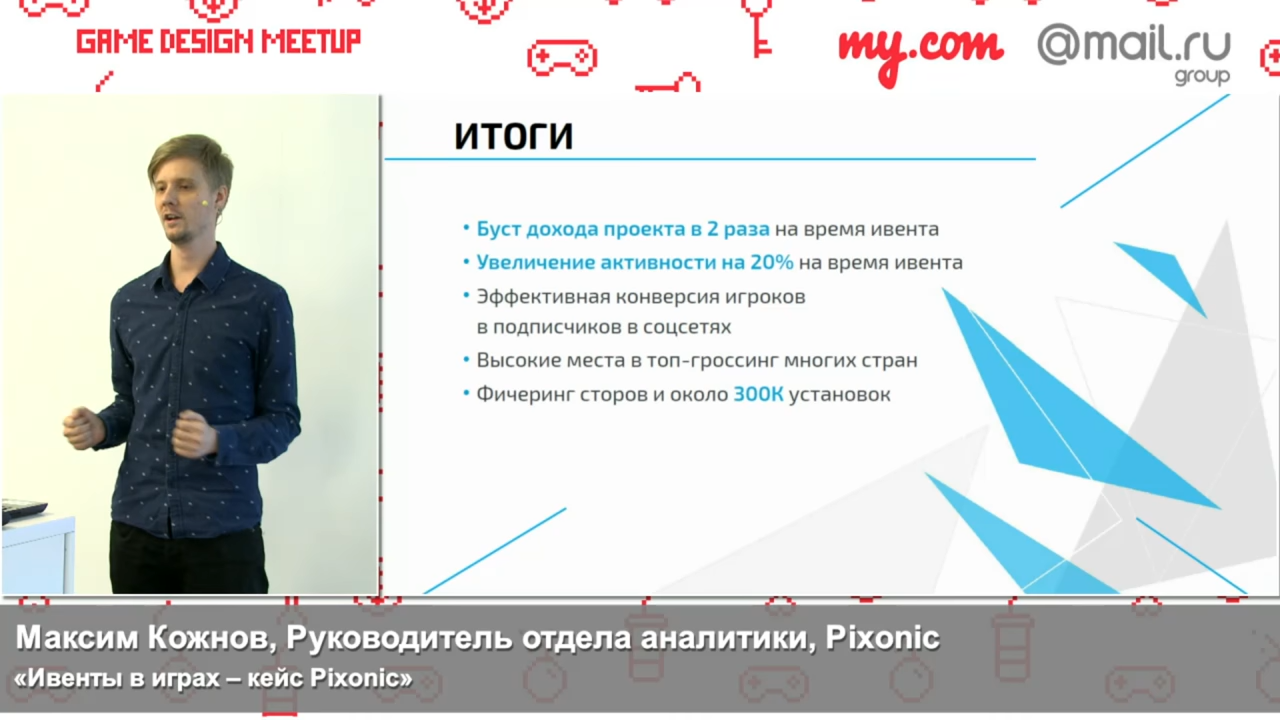 GAME DESIGN MEETUP
my.com
@mail.ru
group
ИТОГИ
• Буст дохода проекта в 2 раза на время ивента
• Увеличение активности на 20% на время ивента
• Эффективная конверсия игроков
в подписчиков в соцсетях
• Высокие места в топ-гроссинг многих стран
• Фичеринг сторов и около 300К установок
Максим Кожнов, Руководитель отдела аналитики, Pixonic
«Ивенты в играх – кейс Pixonic»